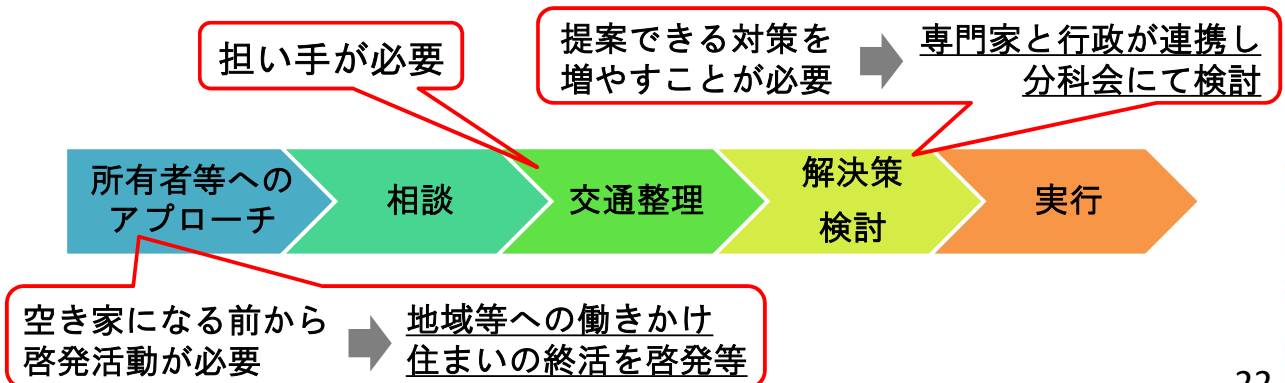 担い手が必要
提案できる対策を
増やすことが必要
専門家と行政が連携し
分科会にて検討
所有者等への
アプローチ
相談
交通整理
解決策
検討
実行
空き家になる前から
啓発活動が必要
地域等への働きかけ
住まいの終活を啓発等
22